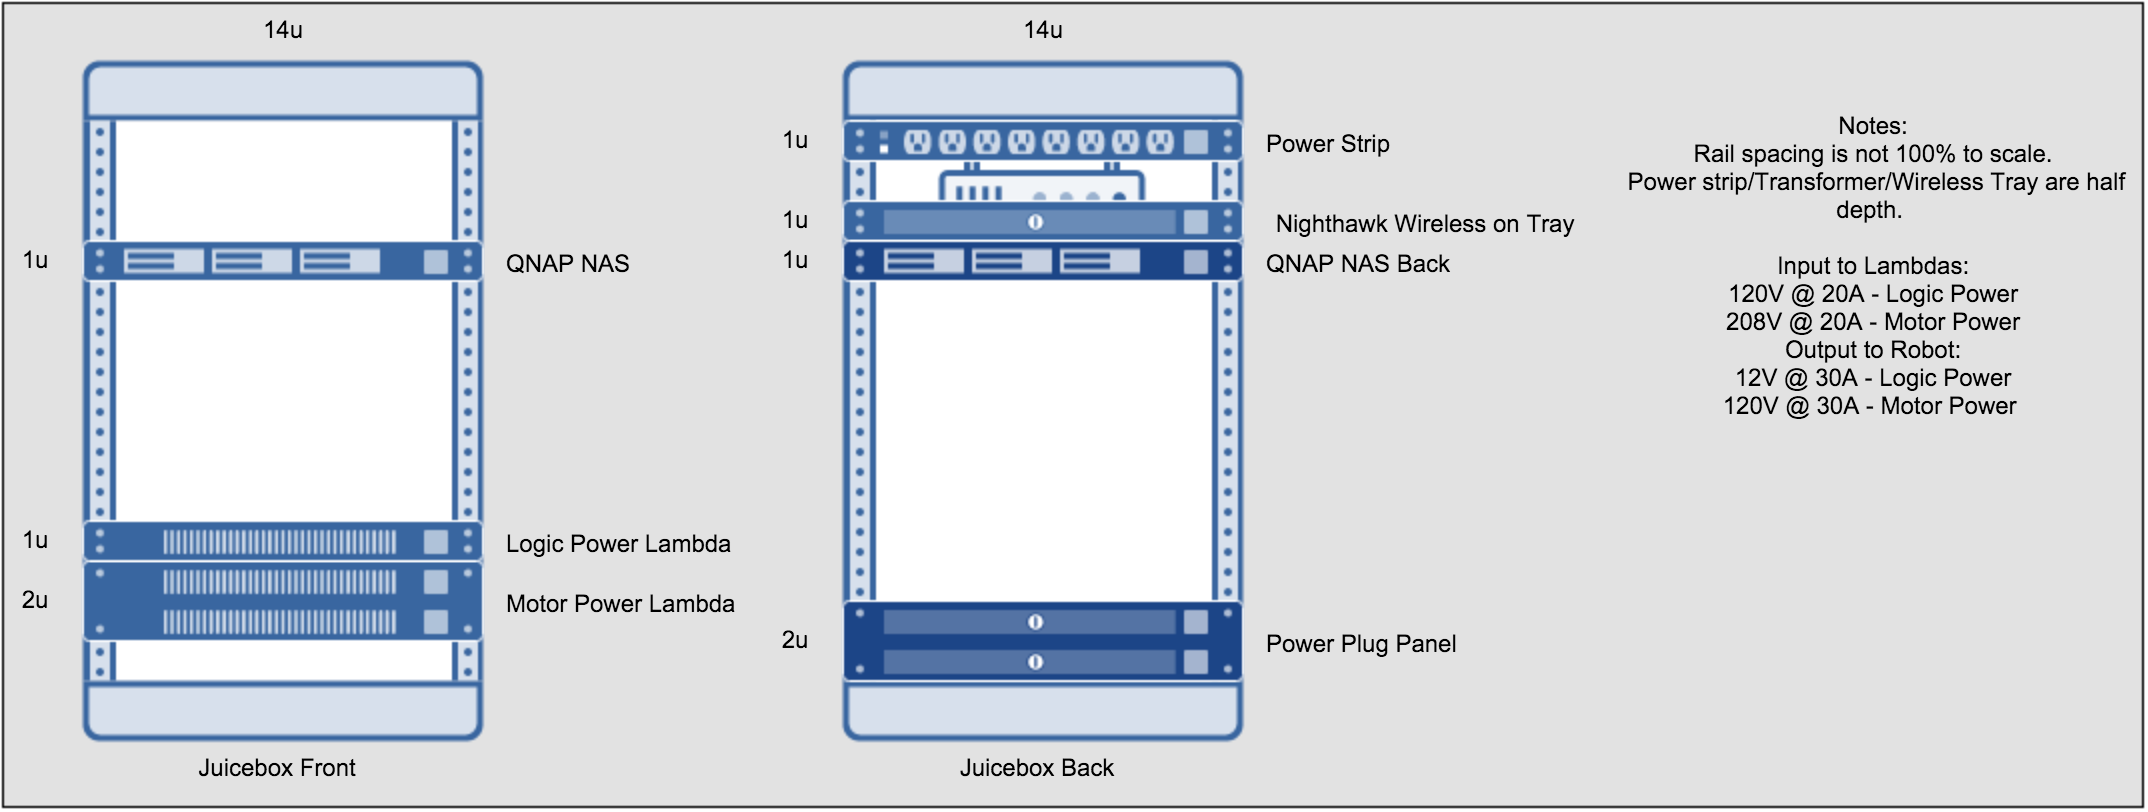 14u
1u
QNAP NAS
1u
Logic Power Lambda
2u
Motor Power Lambda
Juicebox Front
14u
1u
Power Strip
1u
Nighthawk Wireless on Tray
1u
QNAP NAS Back
2u
Power Plug Panel
Juicebox Back
Notes:
Rail spacing is not 100% to scale.
Power strip/Transformer/Wireless Tray are half
depth.
Input to Lambdas:
120V @ 20A - Logic Power
208V @ 20A - Motor Power
Output to Robot:
12V @ 30A - Logic Power
120V @ 30A - Motor Power